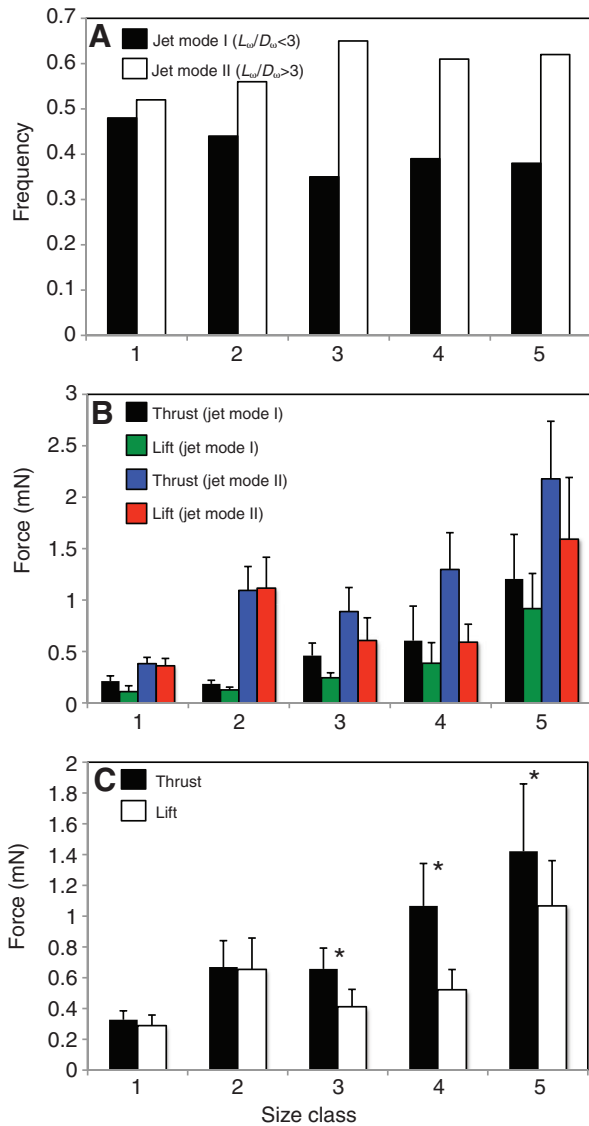 A
Jet mode I (Lω/Dω<3)
Jet mode II (Lω/Dω>3)
Frequency
0.7
0.6
0.5
0.4
0.3
0.2
0.1
0
1 2 3 4 5
B
Thrust (jet mode I)
Lift (jet mode I)
Thrust (jet mode II)
Lift (jet mode II)
Force (mN)
3
2.5
2
1.5
1
0.5
0
1 2 3 4 5
C
Thrust
Lift
Force (mN)
2
1.8
1.6
1.4
1.2
1
0.8
0.6
0.4
0.2
0
* * *
1 2 3 4 5
Size class